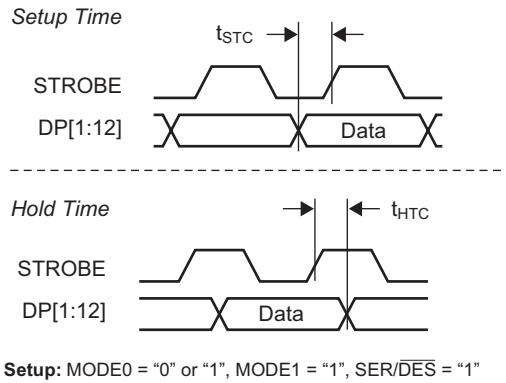 Setup Time
tSTC
STROBE
DP[1:12]
Data
Hold Time
tHTC
STROBE
DP[1:12]
Data
Setup: MODE0 = “0” or “1”, MODE1 = “1”, SER/D̅E̅S̅ = “1”